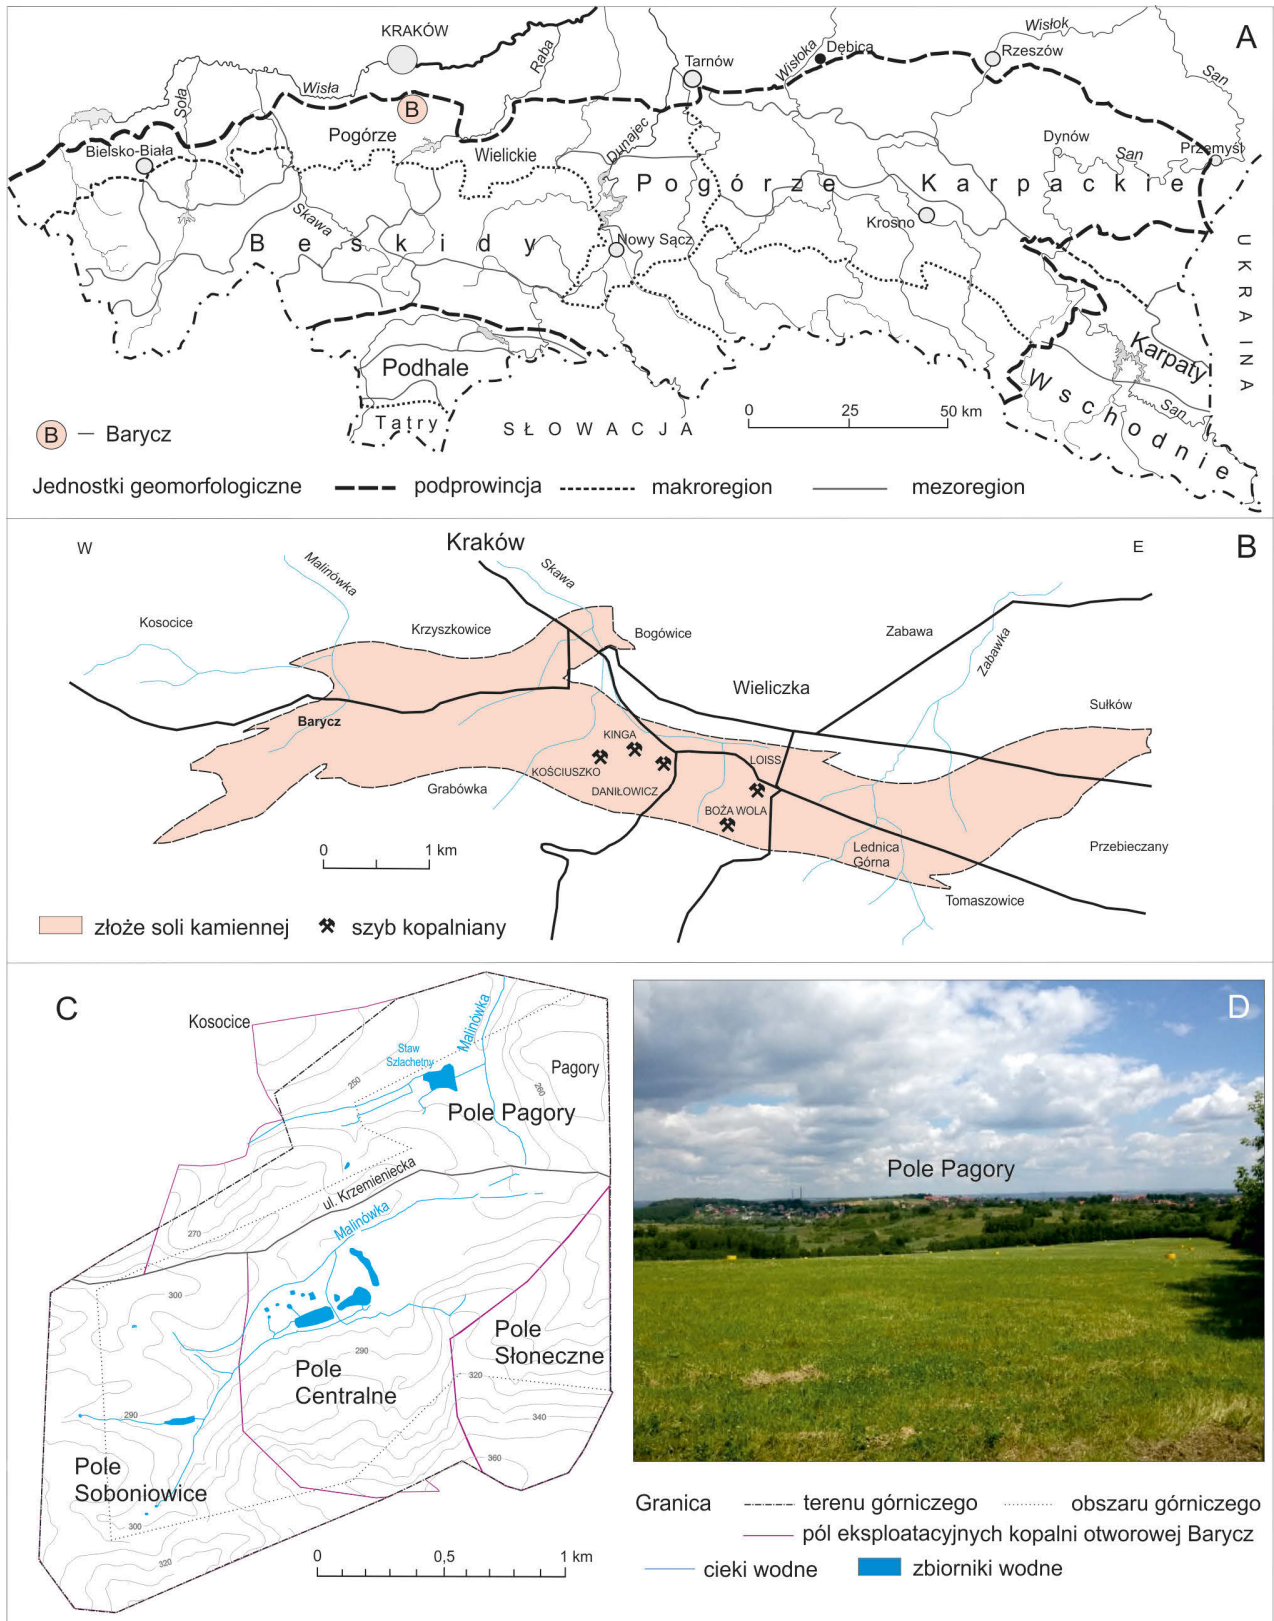 A
KRAKÓW
Wisłok
Raba
Wisłoka
Dębica
Rzeszów
Tarnów
San
Wisła
Soła
B
Pogórze
Wielickie
Dunajec
Dynów
San
Przemyśl
Bielsko-Biała
Pogórze Karpackie
Skawa
Krosno
Beskidy
Nowy Sącz
UKRAINA
Karpaty
Wschodnie
San
Podhale
Tatry
SŁOWACJA
0 25 50 km
B – Barycz
Jednostki geomorfologiczne podprowincja makroregion mezoregion
B
W
E
Kraków
Malinówka
Skawa
Kosocice
Krzyszkowice
Bogówice
Zabawa
Zabawka
Wieliczka
Sułków
Barycz
KINGA
LOISS
KOŚCIUSZKO
DANIŁOWICZ
Grabówka
BOŻA WOLA
Lednica
Górna
Przebieczany
Tomaszowice
0 1 km
złoże soli kamiennej szyb kopalniany
C
Kosocice
Malinówka
Staw
Szlachetny
Pagory
250
260
Pole Pagory
ul. Krzemieniecka
Malinówka
270
300
Pole
Słoneczne
290
Pole
Centralne
320
290
340
360
Pole
Soboniowice
300
320
0 0,5 1 km
D
Pole Pagory
Granica terenu górniczego obszaru górniczego
pól eksploatacyjnych kopalni otworowej Barycz
cieki wodne zbiorniki wodne